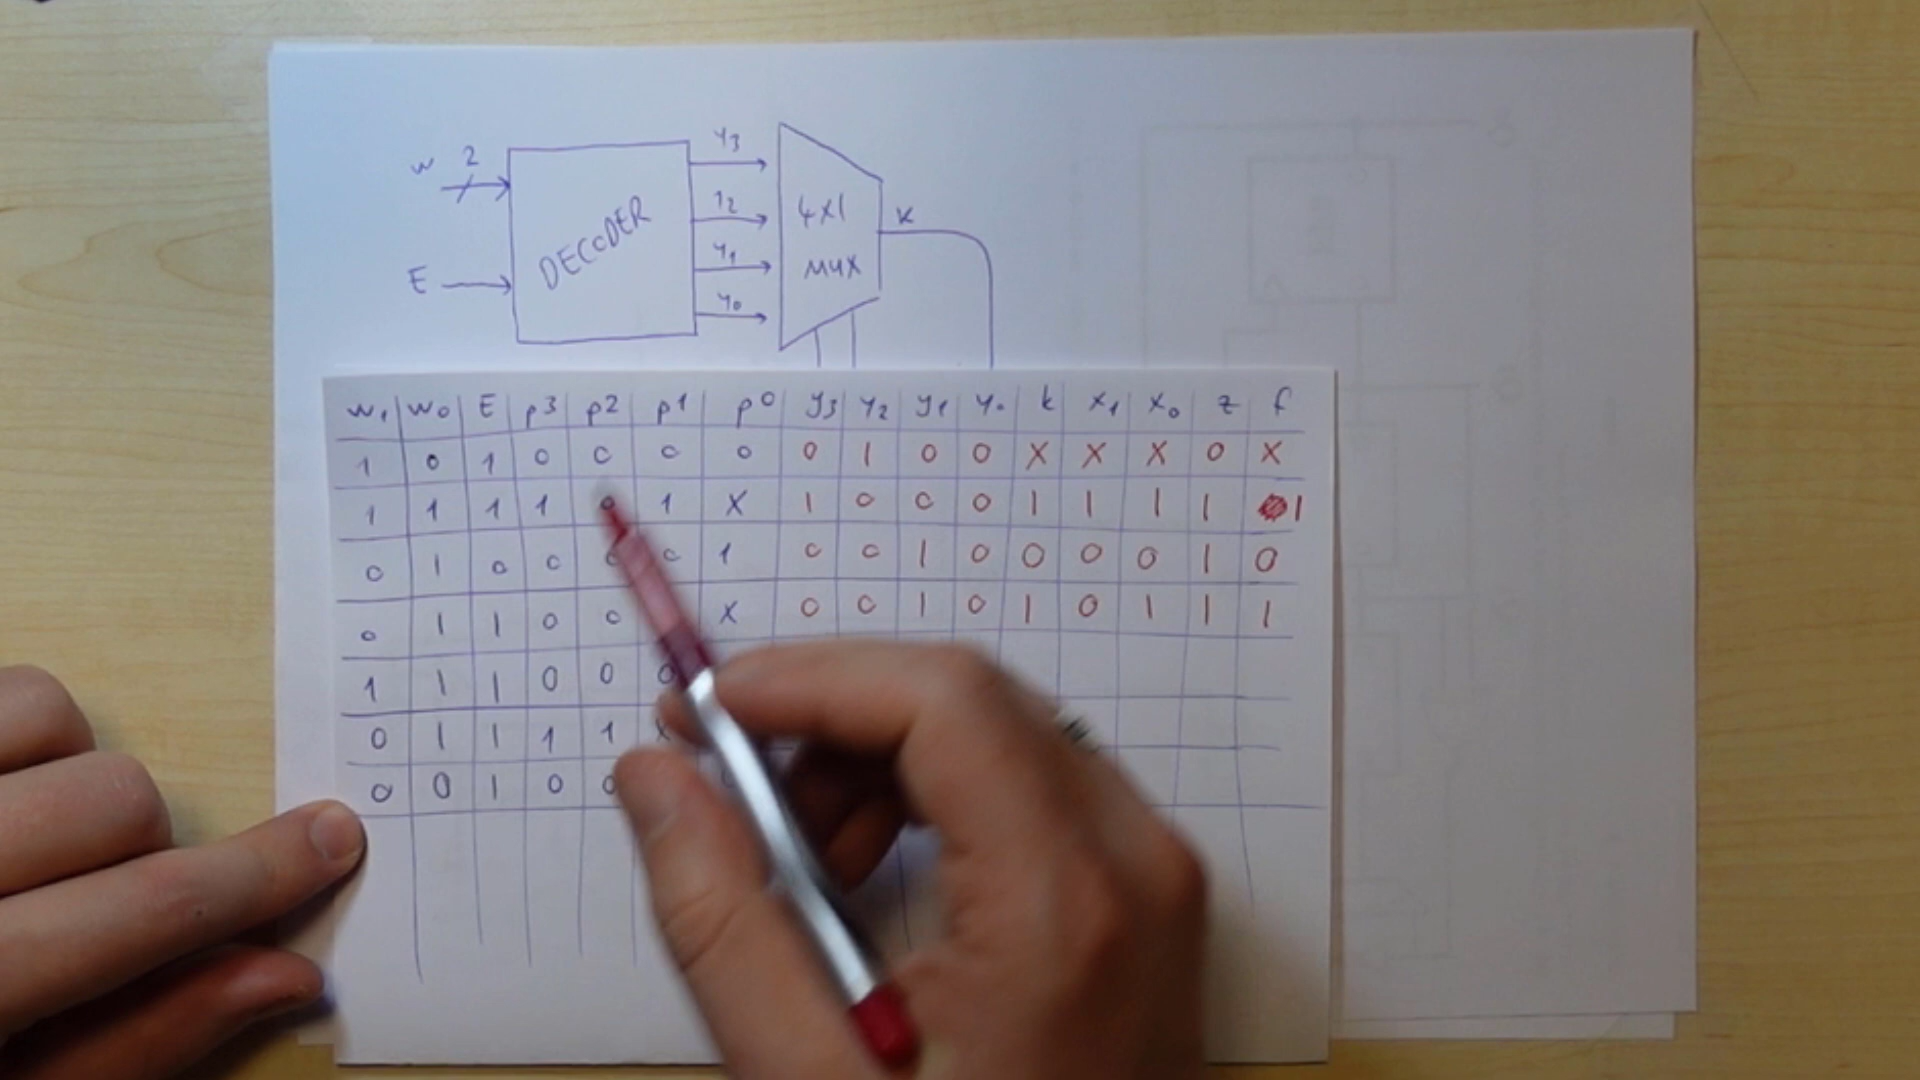 w 2
E
DECODER
y3
y2
y1
y0
4x1
MUX
k
w1 w0 E p3 p2 p1 p0 y3 y2 y1 y0 k x1 x0 z f
1 0 1 0 0 0 0 0 1 0 0 X X X 0 X
1 1 1 1 0 1 X 1 0 0 0 1 1 1 1 1
0 1 0 0 0 0 1 0 0 1 0 0 0 0 1 0
0 1 1 0 0 X 0 0 1 0 1 0 1 1 1
1 1 1 0 0 0
0 1 1 1 1 X
0 0 1 0 0 0